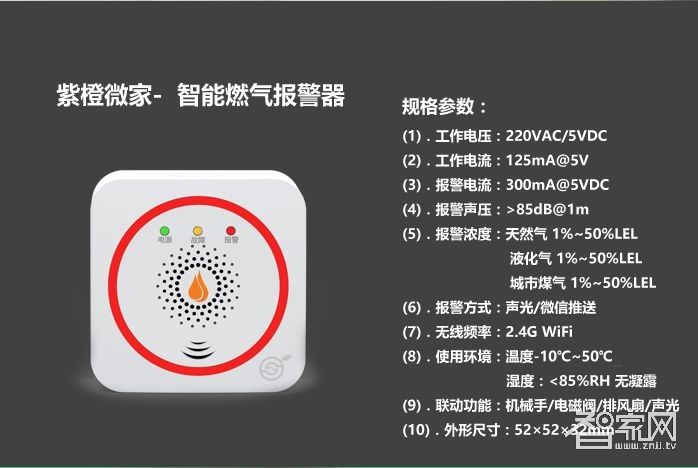 紫橙微家- 智能燃气报警器
规格参数：
(1)．工作电压：220VAC/5VDC
(2)．工作电流：125mA@5V
(3)．报警电流：300mA@5VDC
(4)．报警声压：>85dB@1m
(5)．报警浓度：天然气 1%~50%LEL
液化气 1%~50%LEL
城市煤气 1%~50%LEL
(6)．报警方式：声光/微信推送
(7)．无线频率：2.4G WiFi
(8)．使用环境：温度-10℃~50℃
湿度：<85%RH 无凝露
(9)．联动功能：机械手/电磁阀/排风扇/声光
(10)．外形尺寸：52×52×32mm
电源 故障 报警
智家网
www.znjj.tv